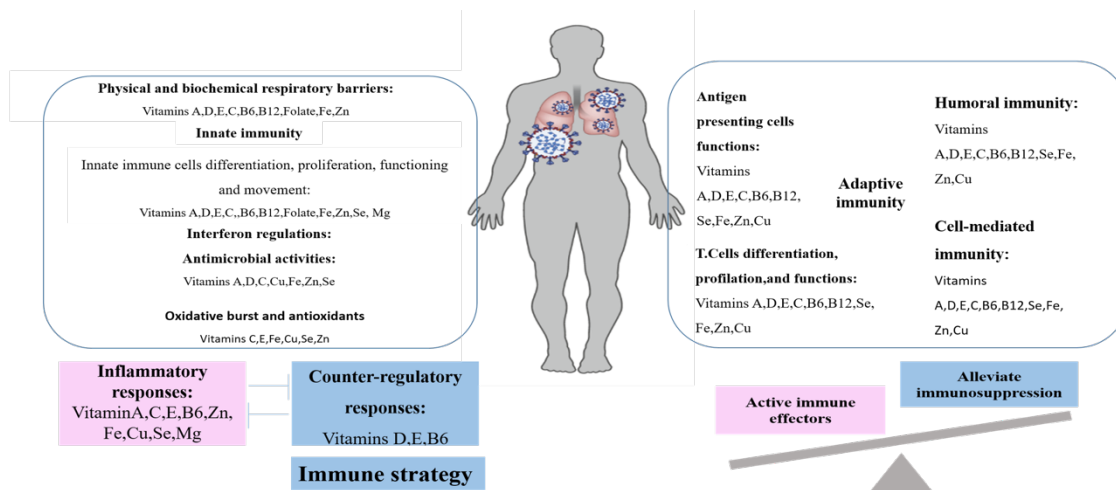 Physical and biochemical respiratory barriers:
Vitamins A,D,E,C,B6,B12,Folate,Fe,Zn
Innate immunity
Innate immune cells differentiation, proliferation, functioning
and movement:
Vitamins A,D,E,C,,B6,B12,Folate,Fe,Zn,Se, Mg
Interferon regulations:
Antimicrobial activities:
Vitamins A,D,C,Cu,Fe,Zn,Se
Oxidative burst and antioxidants
Vitamins C,E,Fe,Cu,Se,Zn
Inflammatory
responses:
VitaminA,C,E,B6,Zn,
Fe,Cu,Se,Mg
Counter-regulatory
responses:
Vitamins D,E,B6
Immune strategy
Antigen
presenting cells
functions:
Vitamins
A,D,E,C,B6,B12,
Se,Fe,Zn,Cu
T.Cells differentiation,
profilation,and functions:
Vitamins A,D,E,C,B6,B12,Se,
Fe,Zn,Cu
Adaptive
immunity
Humoral immunity:
Vitamins
A,D,E,C,B6,B12,Se,Fe,
Zn,Cu
Cell-mediated
immunity:
Vitamins
A,D,E,C,B6,B12,Se,Fe,
Zn,Cu
Active immune
effectors
Alleviate
immunosuppression